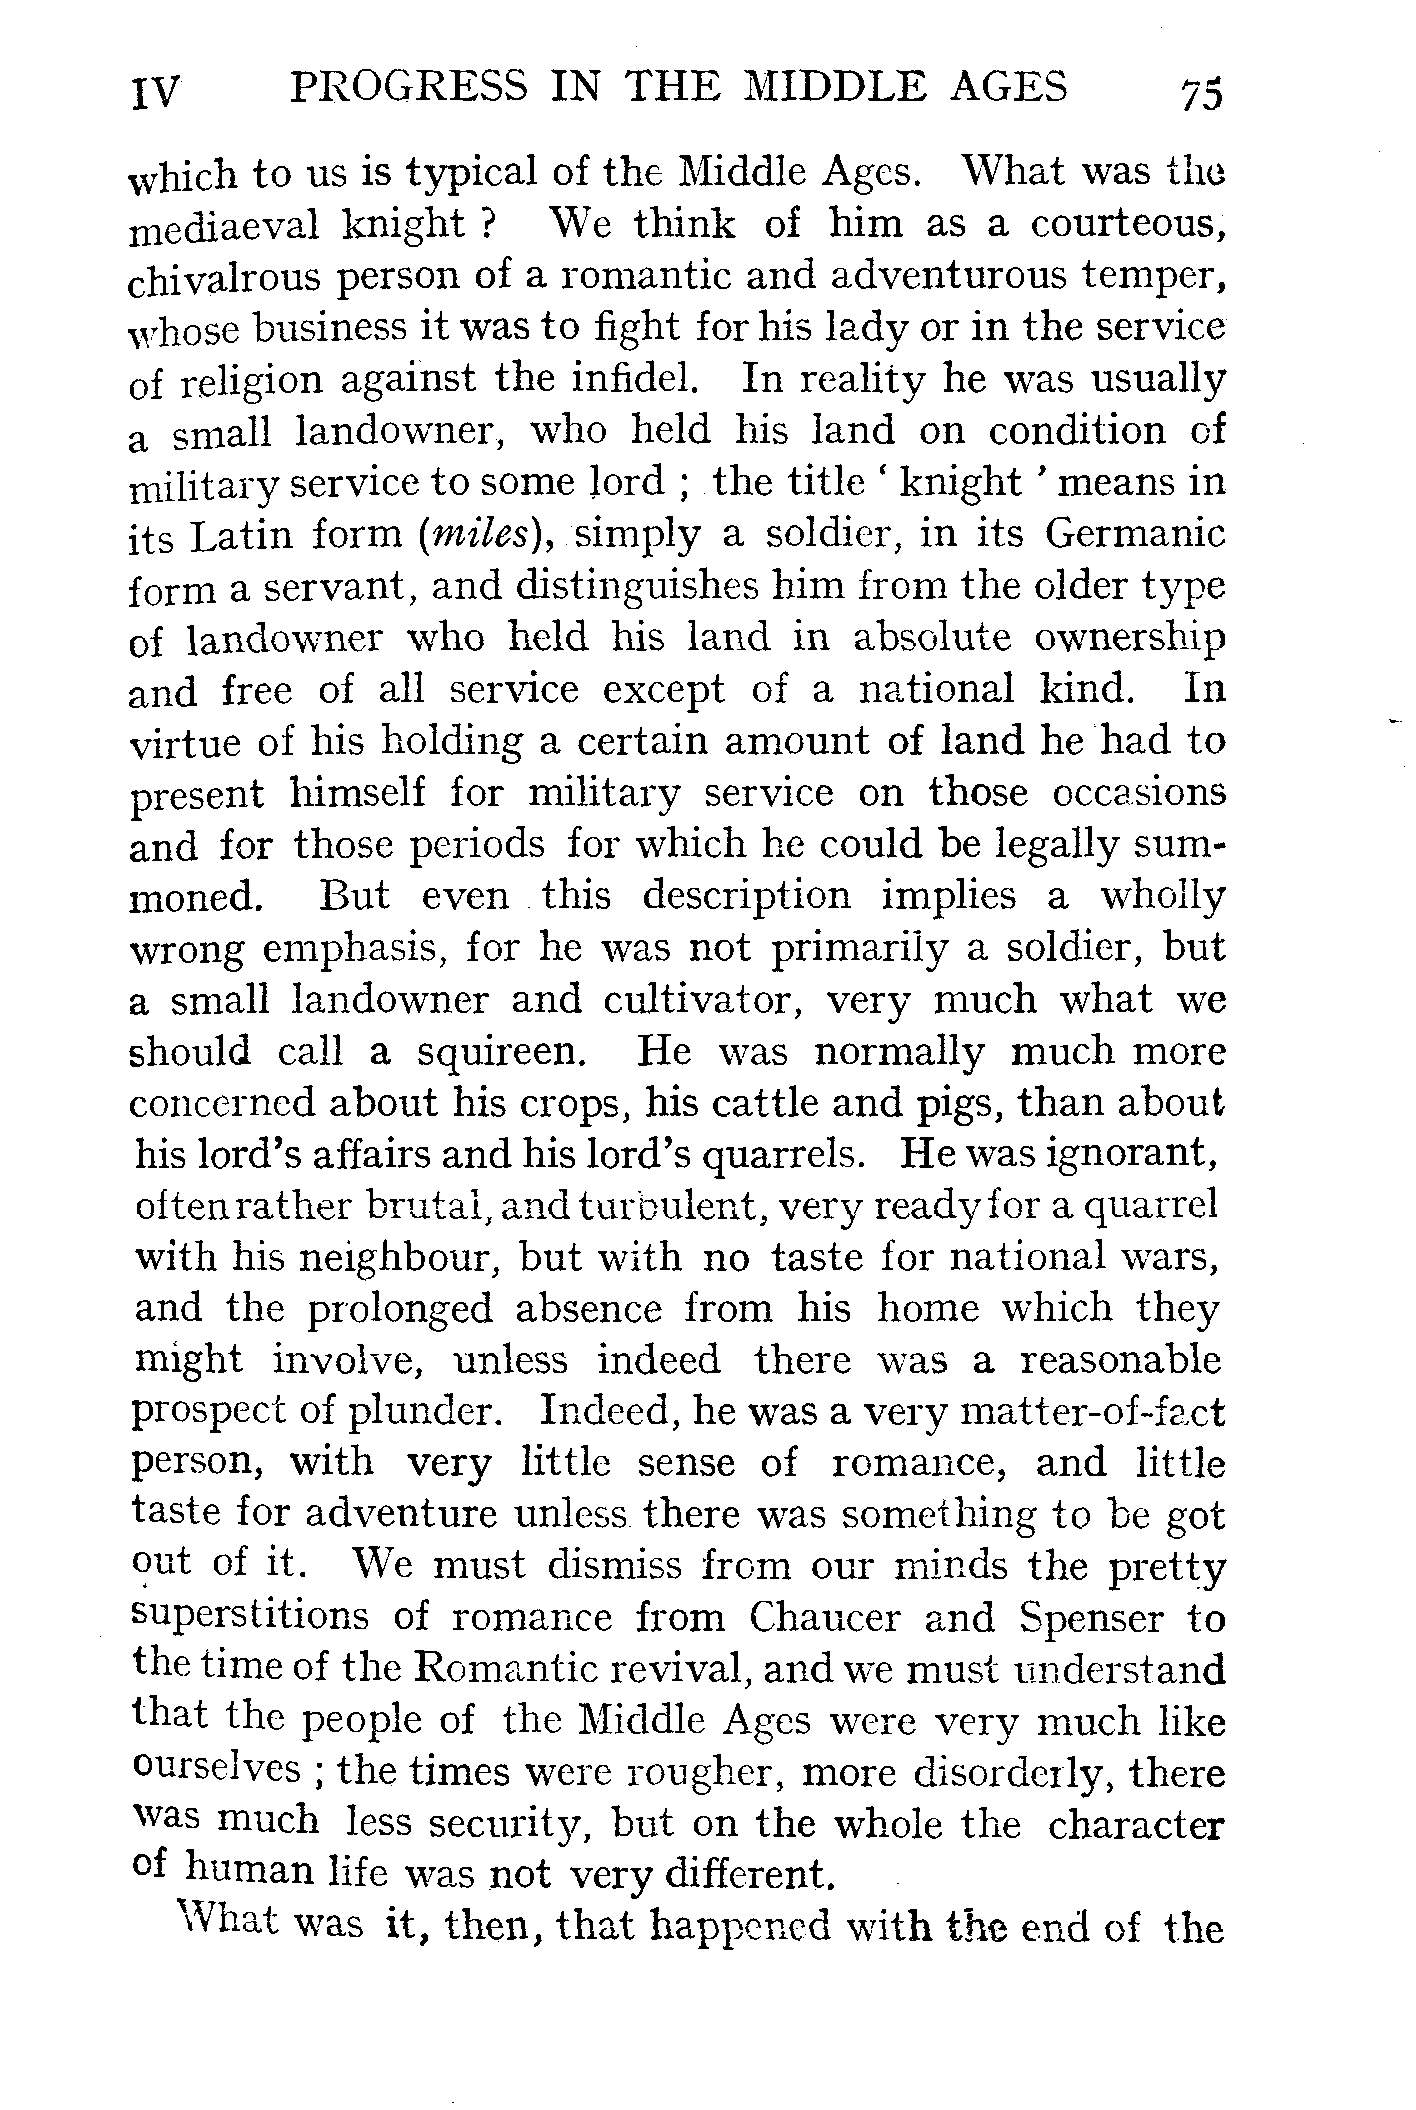 IV PROGRESS IN THE MIDDLE AGES 75
which to us is typical of the Middle Ages. What was the
mediaeval knight ? We think of him as a courteous,
chivalrous person of a romantic and adventurous temper,
whose business it was to fight for his lady or in the service
of religion against the infidel. In reality he was usually
a small landowner, who held his land on condition of
military service to some lord ; the title ‘ knight ’ means in
its Latin form (miles), simply a soldier, in its Germanic
form a servant, and distinguishes him from the older type
of landowner who held his land in absolute ownership
and free of all service except of a national kind. In
virtue of his holding a certain amount of land he had to
present himself for military service on those occasions
and for those periods for which he could be legally sum-
moned. But even this description implies a wholly
wrong emphasis, for he was not primarily a soldier, but
a small landowner and cultivator, very much what we
should call a squireen. He was normally much more
concerned about his crops, his cattle and pigs, than about
his lord's affairs and his lord's quarrels. He was ignorant,
often rather brutal, and turbulent, very ready for a quarrel
with his neighbour, but with no taste for national wars,
and the prolonged absence from his home which they
might involve, unless indeed there was a reasonable
prospect of plunder. Indeed, he was a very matter-of-fact
person, with very little sense of romance, and little
taste for adventure unless there was something to be got
out of it. We must dismiss from our minds the pretty
superstitions of romance from Chaucer and Spenser to
the time of the Romantic revival, and we must understand
that the people of the Middle Ages were very much like
ourselves ; the times were rougher, more disorderly, there
was much less security, but on the whole the character
of human life was not very different.
What was it, then, that happened with the end of the